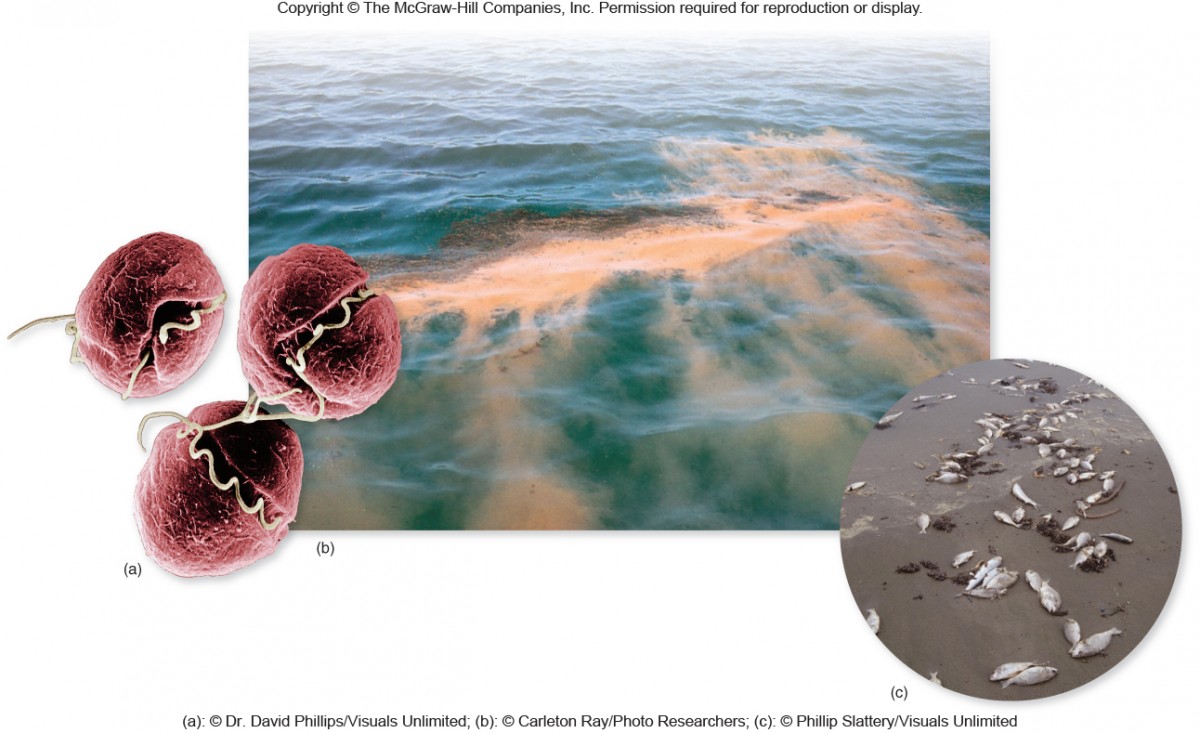 Copyright © The McGraw-Hill Companies, Inc. Permission required for reproduction or display.
(b)
(a)
(c)
(a): © Dr. David Phillips/Visuals Unlimited; (b): © Carleton Ray/Photo Researchers; (c): © Phillip Slattery/Visuals Unlimited